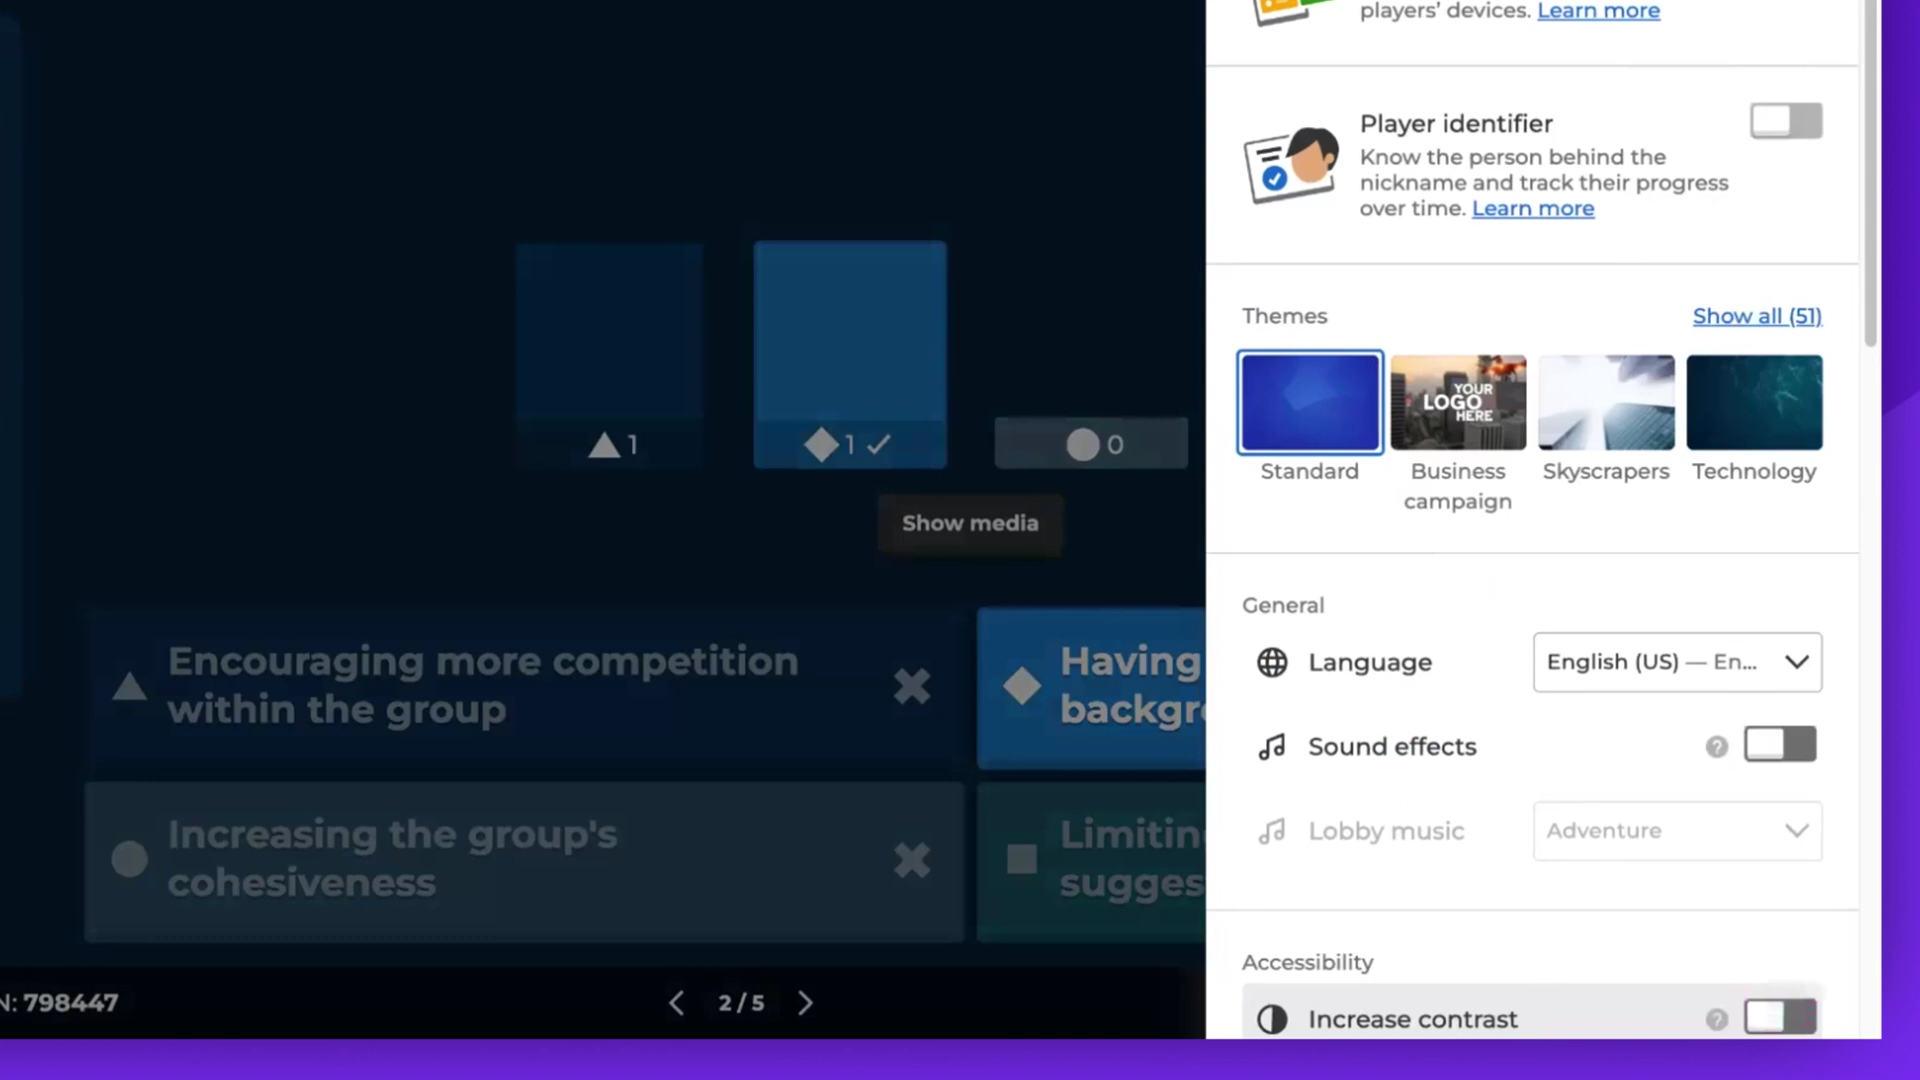 players' devices. Learn more
Player identifier
Know the person behind the
nickname and track their progress
over time. Learn more
Themes
Show all (51)
YOUR
LOGO
HERE
Standard
Business
campaign
Skyscrapers
Technology
General
Language
English (US) — En...
Sound effects
?
Lobby music
Adventure
Accessibility
Increase contrast
?
1
1
0
Show media
Encouraging more competition
within the group
Having
backgr
Increasing the group's
cohesiveness
Limitin
sugges
N: 798447
2 / 5